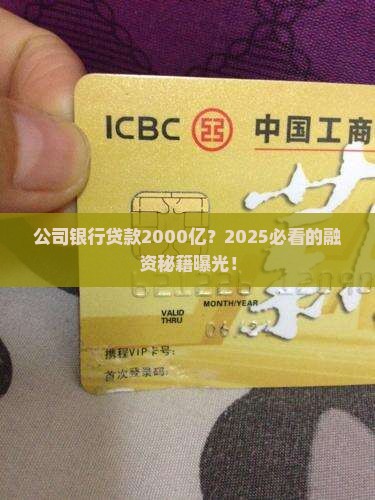 ICBC 中国工商
公司银行贷款2000亿？2025必看的融
资秘籍曝光！
MONTH/YEAR
VALID
THRU
携程VIP卡号：
首次登录码：